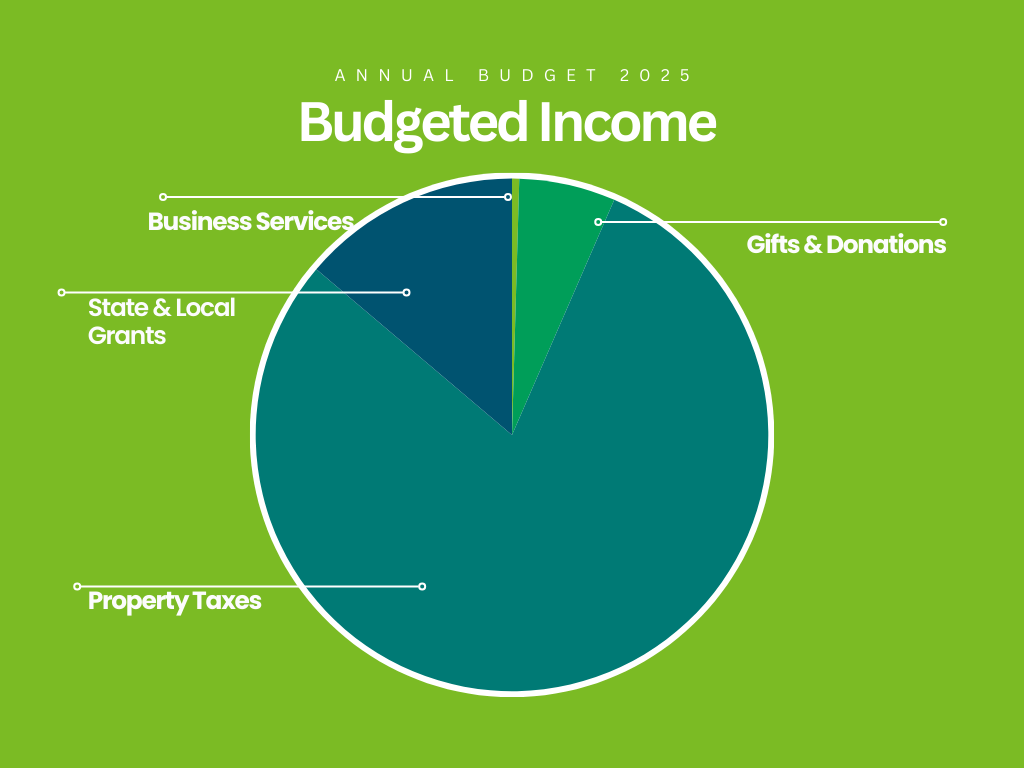 ANNUAL BUDGET 2025
Budgeted Income
Business Services
Gifts & Donations
State & Local
Grants
Property Taxes